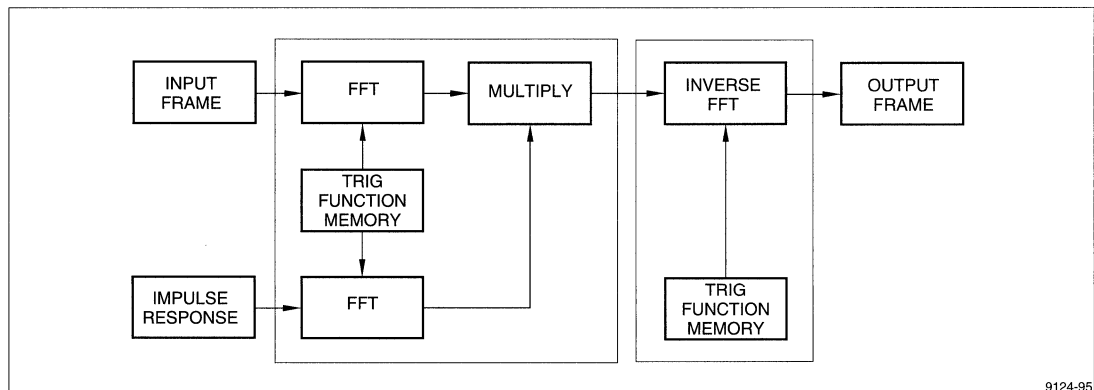 INPUT
FRAME
FFT
MULTIPLY
INVERSE
FFT
OUTPUT
FRAME
TRIG
FUNCTION
MEMORY
IMPULSE
RESPONSE
FFT
TRIG
FUNCTION
MEMORY
9124-95